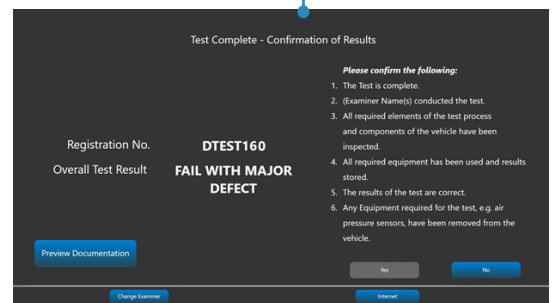 Test Complete - Confirmation of Results
Please confirm the following:
1. The Test is complete.
2. (Examiner Name(s) conducted the test.
3. All required elements of the test process
and components of the vehicle have been
inspected.
4. All required equipment has been used and results
stored.
5. The results of the test are correct.
6. Any Equipment required for the test, e.g. air
pressure sensors, have been removed from the
vehicle.
Registration No. DTEST160
Overall Test Result FAIL WITH MAJOR
DEFECT
Preview Documentation
Yes No
Change Examiner Internet